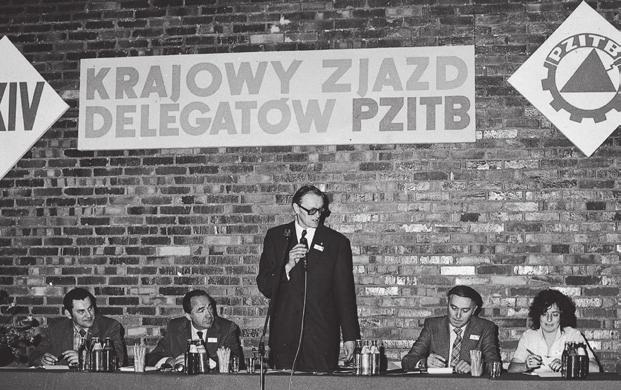 XIV
KRAJOWY ZJAZD
DELEGATÓW PZITB
PZITB